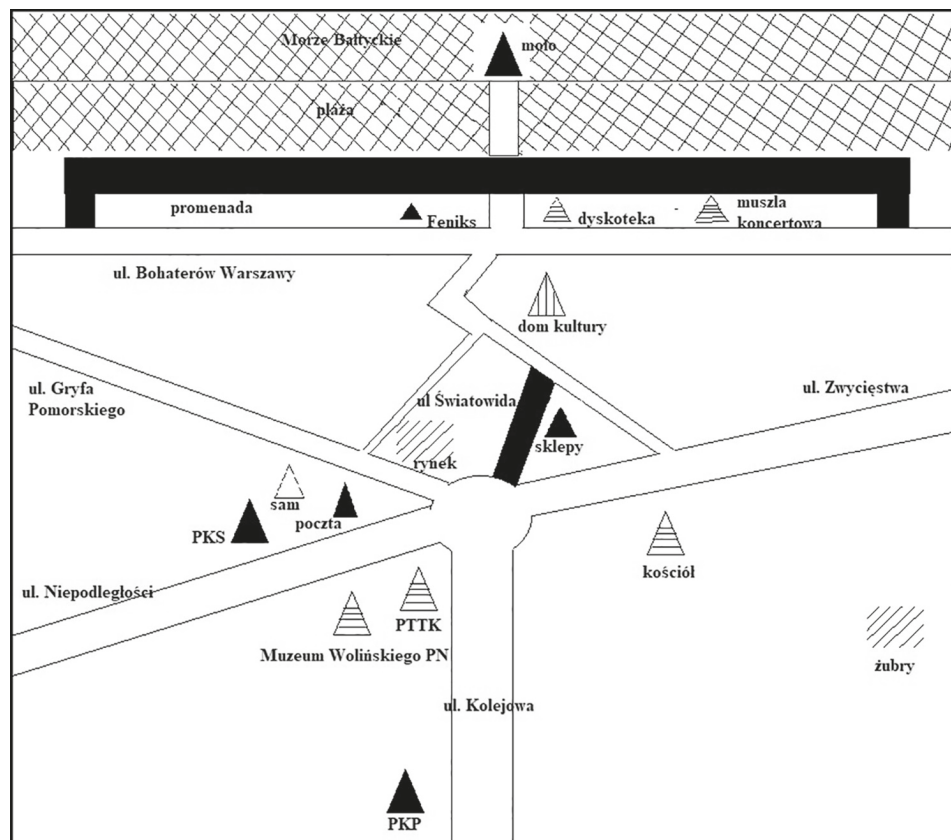 Morze Bałtyckie
molo
plaża
promenada
Feniks
dyskoteka
muszla
koncertowa
ul. Bohaterów Warszawy
dom kultury
ul. Gryfa
Pomorskiego
ul Światowida
ul. Zwycięstwa
sklepy
rynek
sam
poczta
PKS
kościół
ul. Niepodległości
PTTK
Muzeum Wolińskiego PN
żubry
ul. Kolejowa
PKP